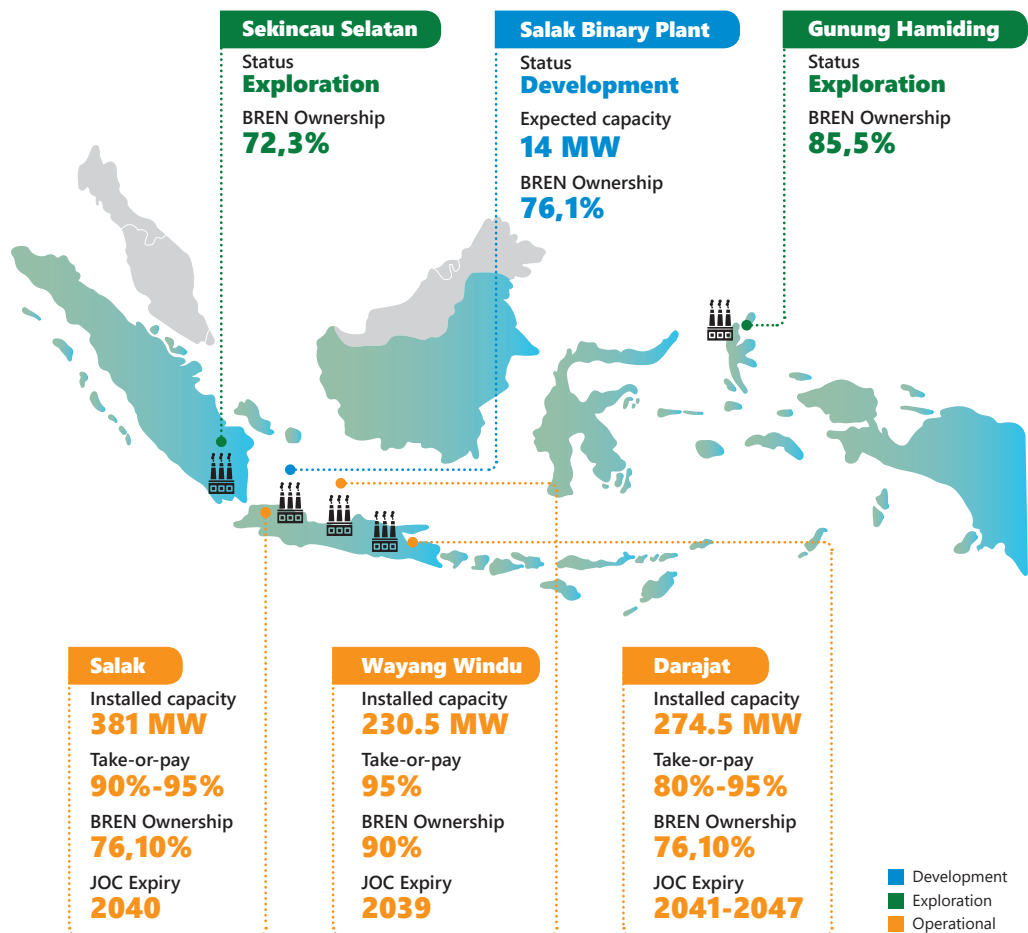 Sekincau Selatan
Status
Exploration
BREN Ownership
72,3%
Salak Binary Plant
Status
Development
Expected capacity
14 MW
BREN Ownership
76,1%
Gunung Hamiding
Status
Exploration
BREN Ownership
85,5%
Salak
Installed capacity
381 MW
Take-or-pay
90%-95%
BREN Ownership
76,10%
JOC Expiry
2040
Wayang Windu
Installed capacity
230.5 MW
Take-or-pay
95%
BREN Ownership
90%
JOC Expiry
2039
Darajat
Installed capacity
274.5 MW
Take-or-pay
80%-95%
BREN Ownership
76,10%
JOC Expiry
2041-2047
Development
Exploration
Operational